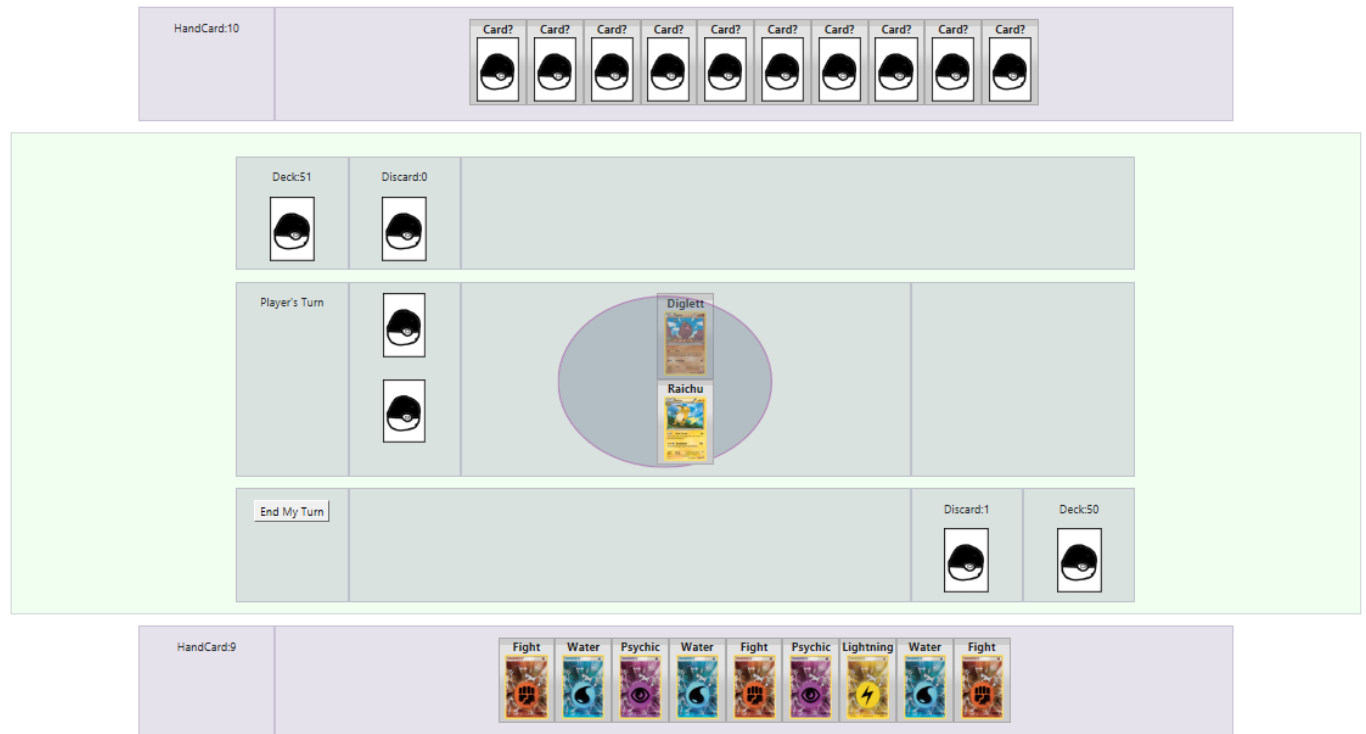 HandCard:10
Card? Card? Card? Card? Card? Card? Card? Card? Card? Card?
Deck:51 Discard:0
Player's Turn
Diglett
Raichu
End My Turn
Discard:1 Deck:50
HandCard:9
Fight Water Psychic Water Fight Psychic Lightning Water Fight